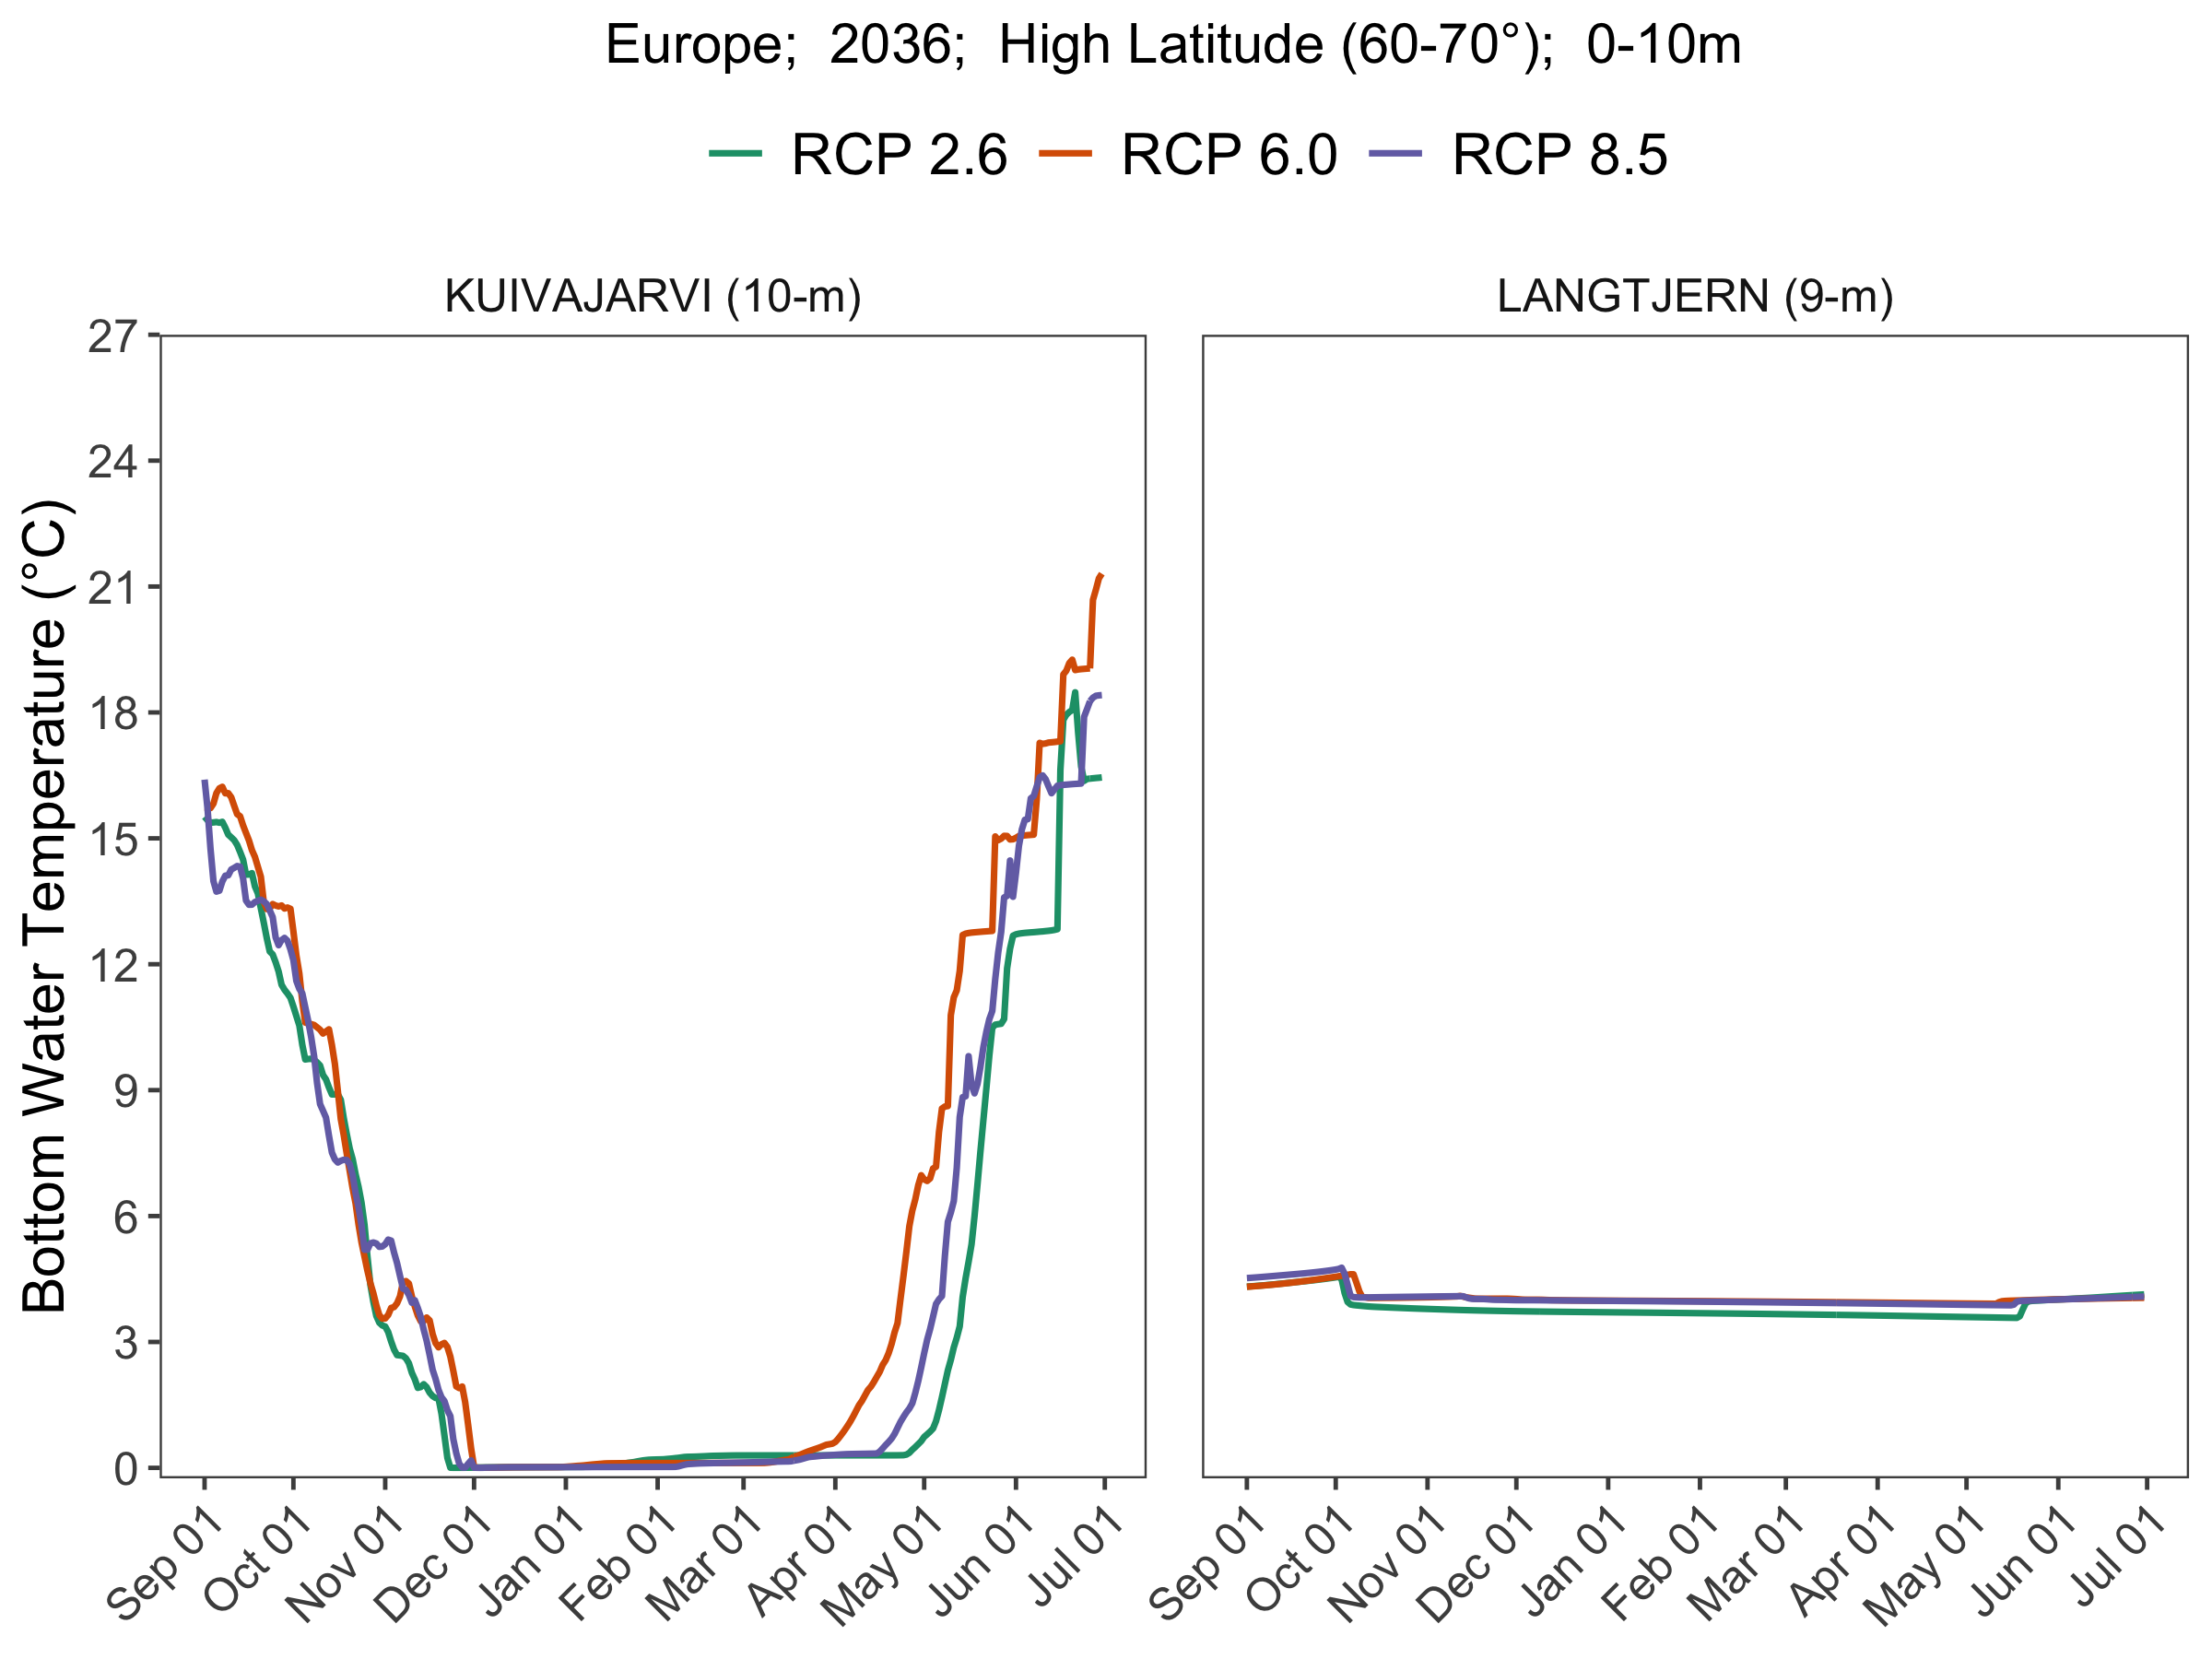 Europe;  2036;  High Latitude (60-70°);  0-10m
RCP 2.6 RCP 6.0 RCP 8.5
KUIVAJARVI (10-m)
LANGTJERN (9-m)
Bottom Water Temperature (°C)
27
24
21
18
15
12
9
6
3
0
Sep 01 Oct 01 Nov 01 Dec 01 Jan 01 Feb 01 Mar 01 Apr 01 May 01 Jun 01 Jul 01
Sep 01 Oct 01 Nov 01 Dec 01 Jan 01 Feb 01 Mar 01 Apr 01 May 01 Jun 01 Jul 01